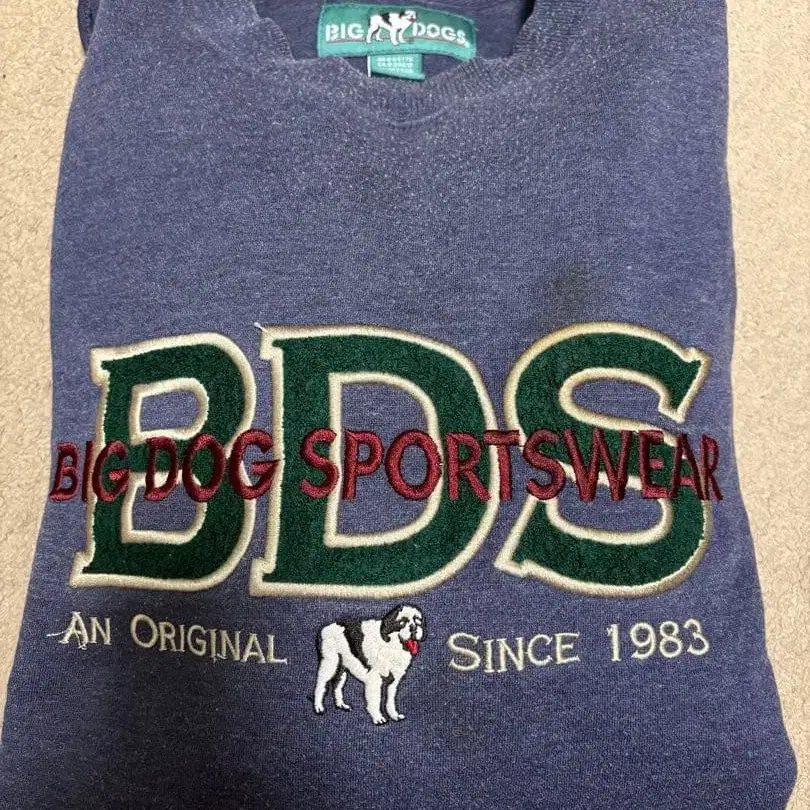 BIG DOGS
BDS
BIG DOG SPORTSWEAR
AN ORIGINAL SINCE 1983